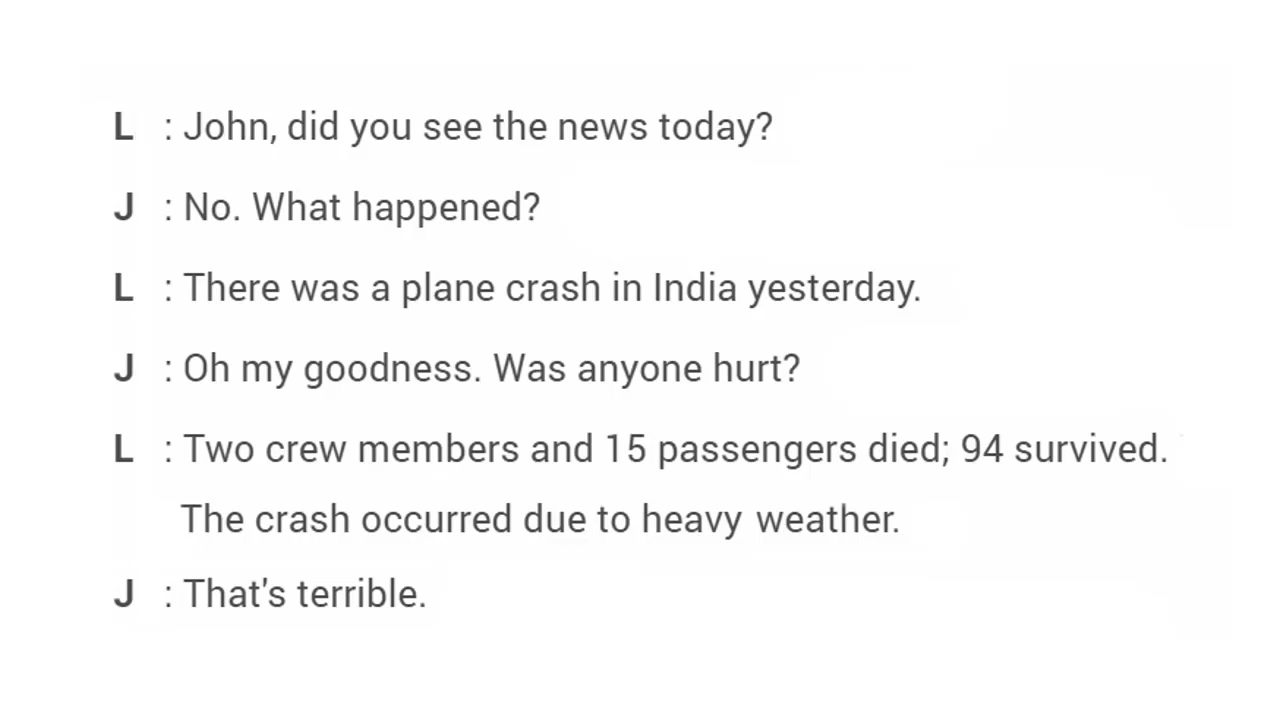 L : John, did you see the news today?
J : No. What happened?
L : There was a plane crash in India yesterday.
J : Oh my goodness. Was anyone hurt?
L : Two crew members and 15 passengers died; 94 survived.
The crash occurred due to heavy weather.
J : That's terrible.